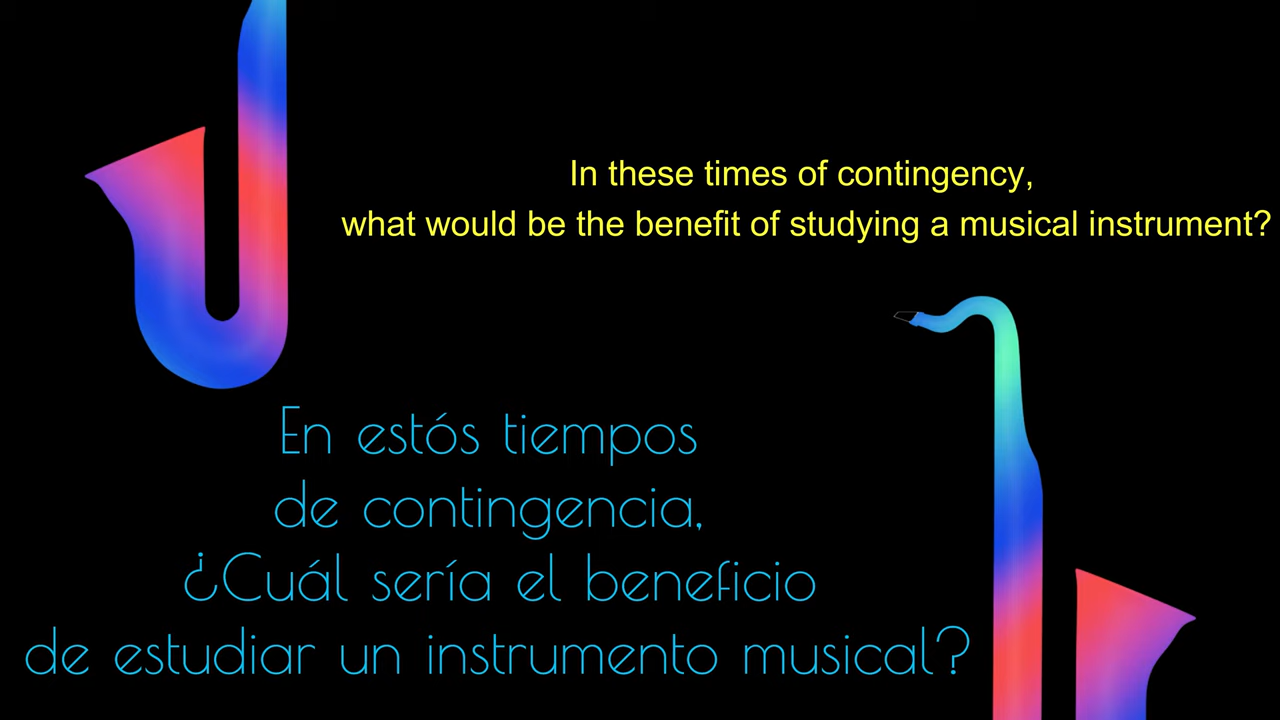 In these times of contingency,
what would be the benefit of studying a musical instrument?
En estós tiempos
de contingencia,
¿Cuál sería el beneficio
de estudiar un instrumento musical?